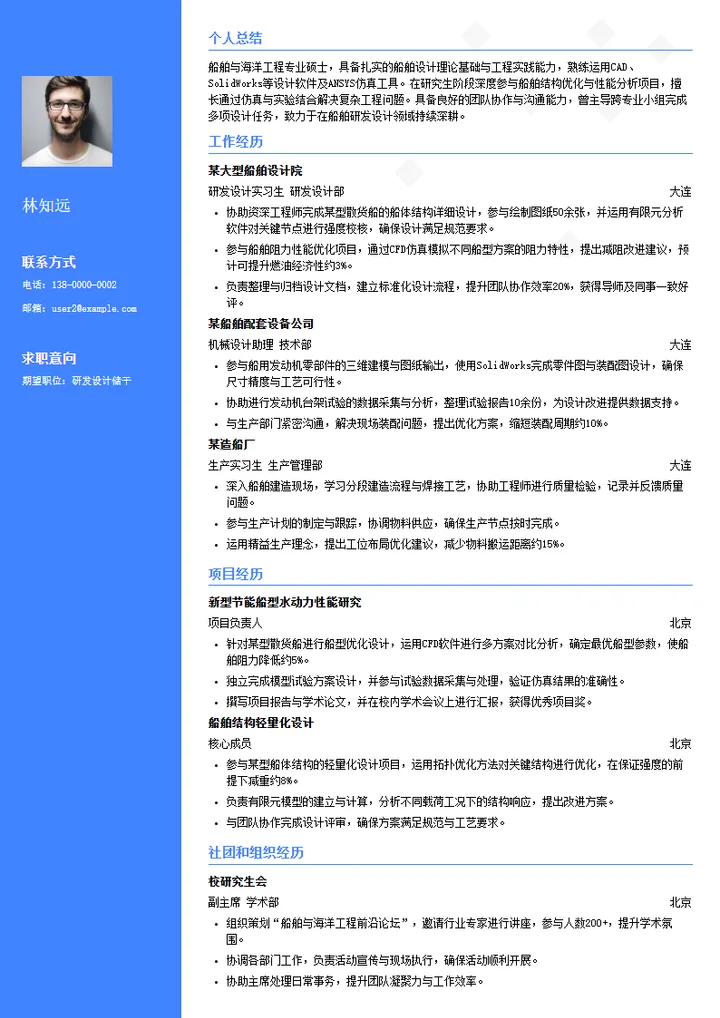 林知远
联系方式
电话：138-0000-0002
邮箱：user2@example.com
求职意向
期望职位：研发设计储干
个人总结
船舶与海洋工程专业硕士，具备扎实的船舶设计理论基础与工程实践能力，熟练运用CAD、
SolidWorks等设计软件及ANSYS仿真工具。在研究生阶段深度参与船舶结构优化与性能分析项目，擅
长通过仿真与实验结合解决复杂工程问题。具备良好的团队协作与沟通能力，曾主导跨专业小组完成
多项设计任务，致力于在船舶研发设计领域持续深耕。
工作经历
某大型船舶设计院
研发设计实习生 研发设计部 大连
• 协助资深工程师完成某型散货船的船体结构详细设计，参与绘制图纸50余张，并运用有限元分析
软件对关键节点进行强度校核，确保设计满足规范要求。
• 参与船舶阻力性能优化项目，通过CFD仿真模拟不同船型方案的阻力特性，提出减阻改进建议，预
计可提升燃油经济性约3%。
• 负责整理与归档设计文档，建立标准化设计流程，提升团队协作效率20%，获得导师及同事一致好
评。
某船舶配套设备公司
机械设计助理 技术部 大连
• 参与船用发动机零部件的三维建模与图纸输出，使用SolidWorks完成零件图与装配图设计，确保
尺寸精度与工艺可行性。
• 协助进行发动机台架试验的数据采集与分析，整理试验报告10余份，为设计改进提供数据支持。
• 与生产部门紧密沟通，解决现场装配问题，提出优化方案，缩短装配周期约10%。
某造船厂
生产实习生 生产管理部 大连
• 深入船舶建造现场，学习分段建造流程与焊接工艺，协助工程师进行质量检验，记录并反馈质量
问题。
• 参与生产计划的制定与跟踪，协调物料供应，确保生产节点按时完成。
• 运用精益生产理念，提出工位布局优化建议，减少物料搬运距离约15%。
项目经历
新型节能船型水动力性能研究
项目负责人 北京
• 针对某型散货船进行船型优化设计，运用CFD软件进行多方案对比分析，确定最优船型参数，使船
舶阻力降低约5%。
• 独立完成模型试验方案设计，并参与试验数据采集与处理，验证仿真结果的准确性。
• 撰写项目报告与学术论文，并在校内学术会议上进行汇报，获得优秀项目奖。
船舶结构轻量化设计
核心成员 北京
• 参与某型船体结构的轻量化设计项目，运用拓扑优化方法对关键结构进行优化，在保证强度的前
提下减重约8%。
• 负责有限元模型的建立与计算，分析不同载荷工况下的结构响应，提出改进方案。
• 与团队协作完成设计评审，确保方案满足规范与工艺要求。
社团和组织经历
校研究生会
副主席 学术部 北京
• 组织策划“船舶与海洋工程前沿论坛”，邀请行业专家进行讲座，参与人数200+，提升学术氛
围。
• 协调各部门工作，负责活动宣传与现场执行，确保活动顺利开展。
• 协助主席处理日常事务，提升团队凝聚力与工作效率。